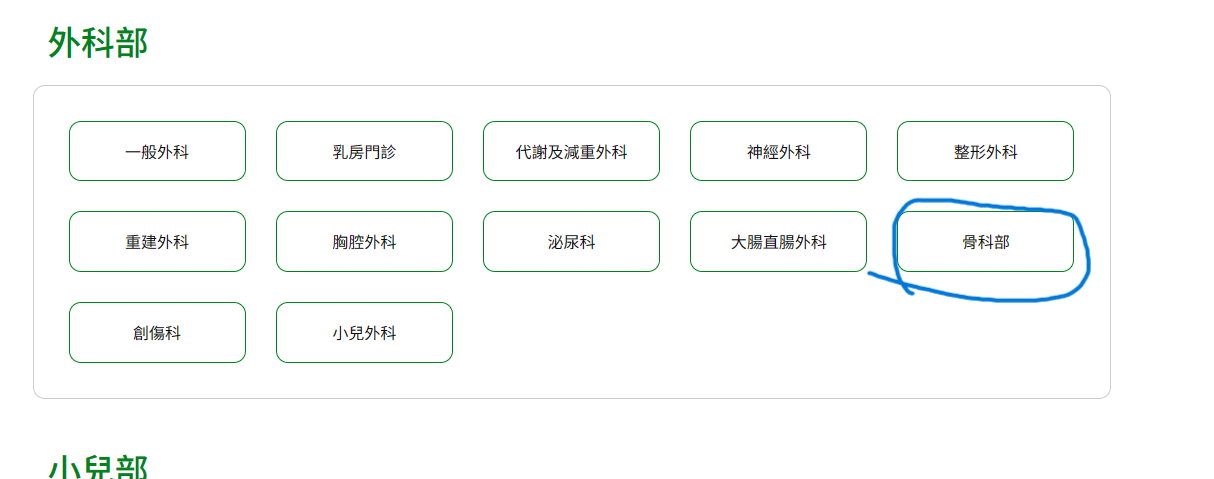 外科部
一般外科 乳房門診 代謝及減重外科 神經外科 整形外科
重建外科 胸腔外科 泌尿科 大腸直腸外科 骨科部
創傷科 小兒外科
小兒部